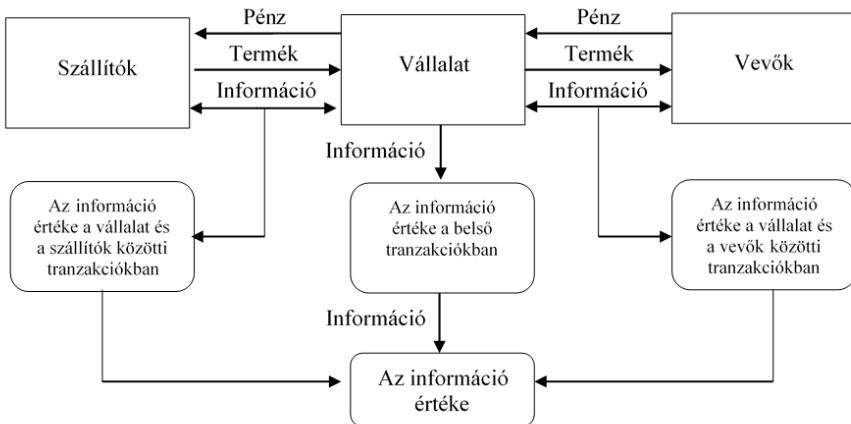 Pénz
Pénz
Szállítók
Termék
Vállalat
Termék
Vevők
Információ
Információ
Információ
Az információ
értéke a vállalat és
a szállítók közötti
tranzakciókban
Az információ
értéke a belső
tranzakciókban
Az információ
értéke a vállalat és
a vevők közötti
tranzakciókban
Információ
Az információ
értéke